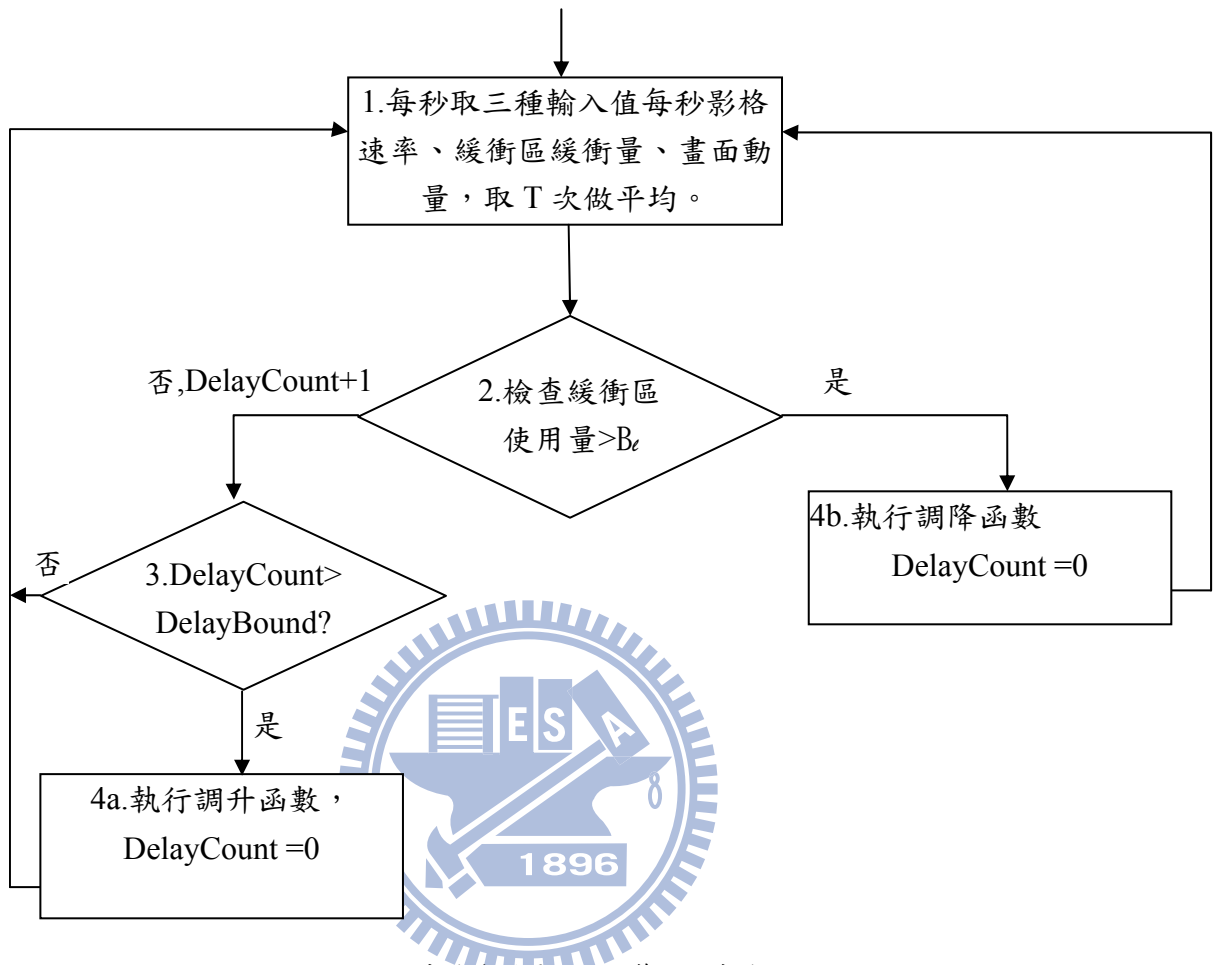 1.每秒取三種輸入值每秒影格
速率、緩衝區緩衝量、畫面動
量，取 T 次做平均。
否,DelayCount+1
2.檢查緩衝區
使用量>Bℓ
是
4b.執行調降函數
DelayCount =0
否
3.DelayCount>
DelayBound?
是
4a.執行調升函數，
DelayCount =0
E S A
1896